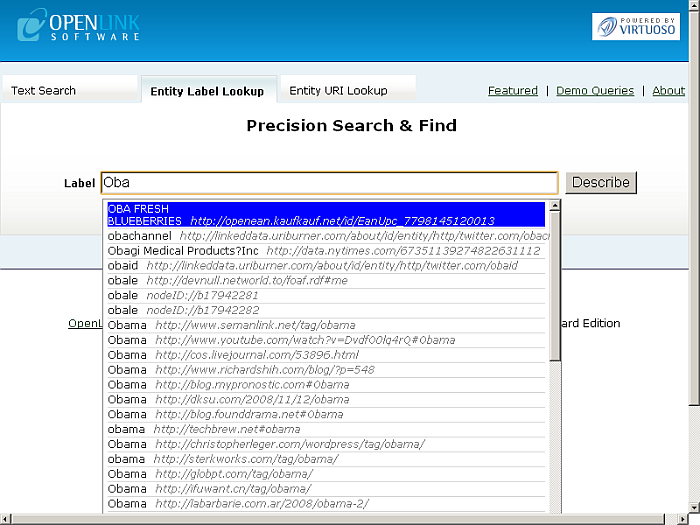 OPENLINK
SOFTWARE
POWERED BY
VIRTUOSO
Text Search
Entity Label Lookup
Entity URI Lookup
Featured | Demo Queries | About
Precision Search & Find
Label Oba Describe
OBA FRESH
BLUEBERRIES http://openean.kaufkauf.net/id/EanUpc_7798145120013
obachannel http://linkeddata.uriburner.com/about/id/entity/http/twitter.com/obac
Obagi Medical Products?Inc http://data.nytimes.com/67351139274822631112
obaid http://linkeddata.uriburner.com/about/id/entity/http/twitter.com/obaid
obale http://devnull.networld.to/foaf.rdf#me
obale nodeID://b17942281
obale nodeID://b17942282
Obama http://www.semanlink.net/tag/obama
Obama http://www.youtube.com/watch?v=Dvdf00lq4rQ#Obama
Obama http://cos.livejournal.com/53896.html
Obama http://www.richardshih.com/blog/?p=548
Obama http://blog.mypronostic.com#Obama
Obama http://dksu.com/2008/11/12/obama
Obama http://blog.founddrama.net#Obama
obama http://techbrew.net#obama
Obama http://christopherleger.com/wordpress/tag/obama/
Obama http://sterkworks.com/tag/obama/
Obama http://globpt.com/tag/obama/
Obama http://ifuwant.cn/tag/obama/
Obama http://labarbarie.com.ar/2008/obama-2/
OpenL
ard Edition